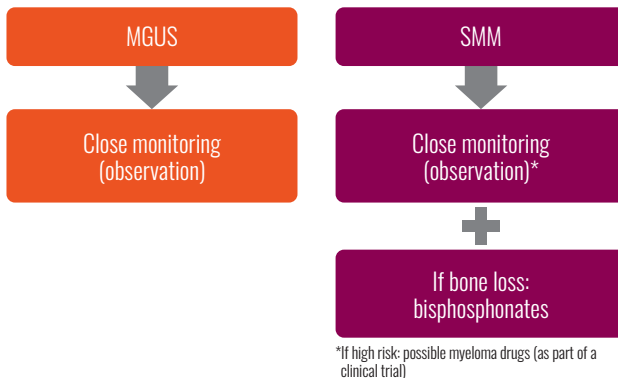 MGUS
Close monitoring
(observation)
SMM
Close monitoring
(observation)*
If bone loss:
bisphosphonates
*If high risk: possible myeloma drugs (as part of a
clinical trial)